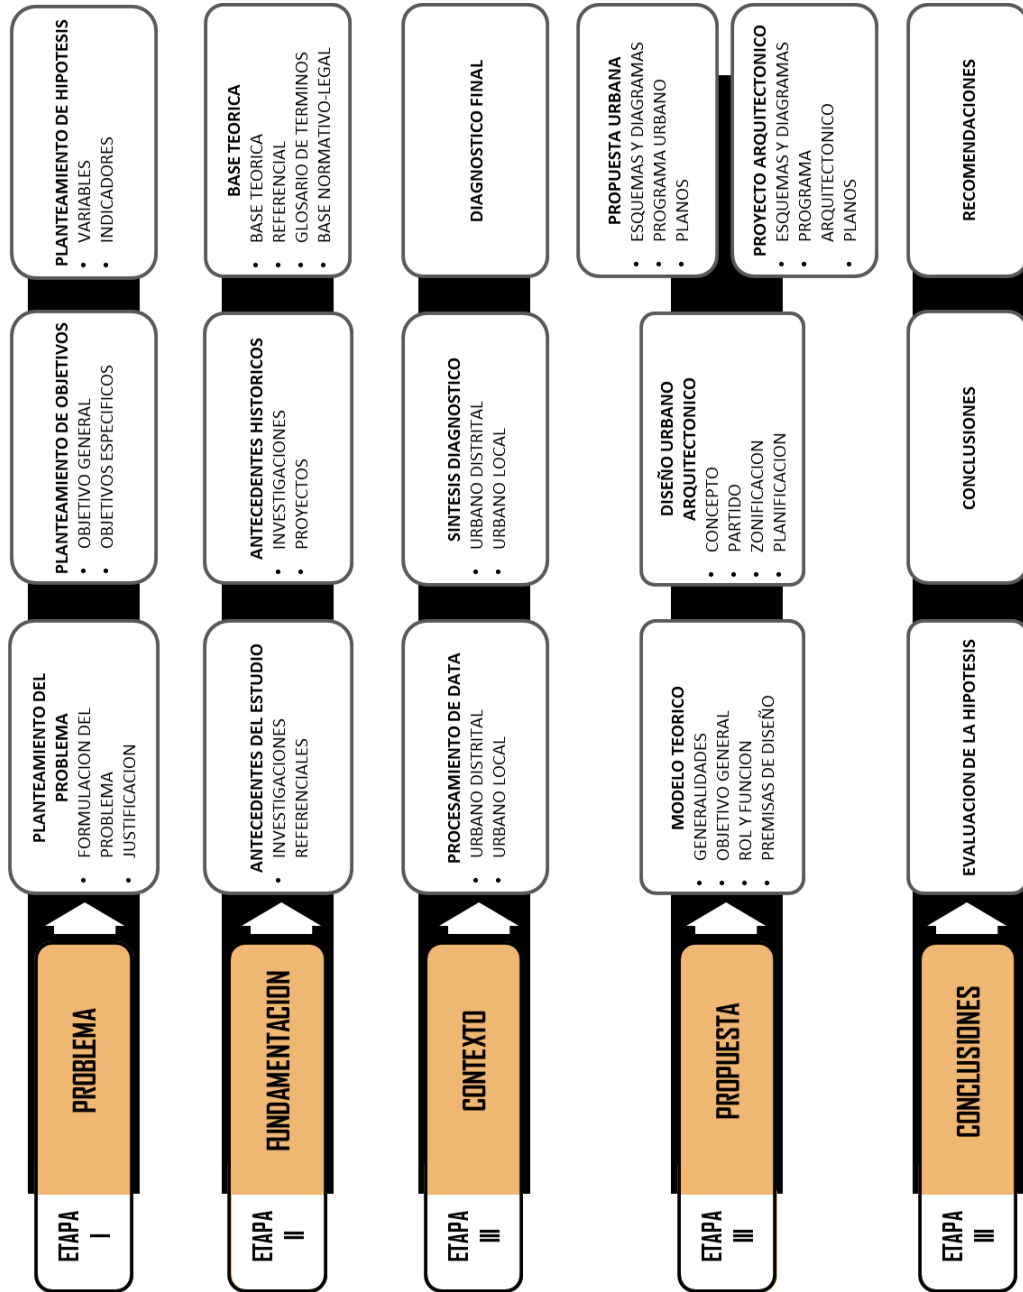 ETAPA
I
PROBLEMA
PLANTEAMIENTO DEL
PROBLEMA
• FORMULACION DEL
PROBLEMA
• JUSTIFICACION
PLANTEAMIENTO DE OBJETIVOS
• OBJETIVO GENERAL
• OBJETIVOS ESPECIFICOS
PLANTEAMIENTO DE HIPOTESIS
• VARIABLES
• INDICADORES
ETAPA
II
FUNDAMENTACION
ANTECEDENTES DEL ESTUDIO
• INVESTIGACIONES
REFERENCIALES
ANTECEDENTES HISTORICOS
• INVESTIGACIONES
• PROYECTOS
BASE TEORICA
• BASE TEORICA
• REFERENCIAL
• GLOSARIO DE TERMINOS
• BASE NORMATIVO-LEGAL
ETAPA
III
CONTEXTO
PROCESAMIENTO DE DATA
• URBANO DISTRITAL
• URBANO LOCAL
SINTESIS DIAGNOSTICO
• URBANO DISTRITAL
• URBANO LOCAL
DIAGNOSTICO FINAL
ETAPA
III
PROPUESTA
MODELO TEORICO
• GENERALIDADES
• OBJETIVO GENERAL
• ROL Y FUNCION
• PREMISAS DE DISEÑO
DISEÑO URBANO
ARQUITECTONICO
• CONCEPTO
• PARTIDO
• ZONIFICACION
• PLANIFICACION
PROPUESTA URBANA
• ESQUEMAS Y DIAGRAMAS
• PROGRAMA URBANO
• PLANOS
PROYECTO ARQUITECTONICO
• ESQUEMAS Y DIAGRAMAS
• PROGRAMA
ARQUITECTONICO
• PLANOS
ETAPA
III
CONCLUSIONES
EVALUACION DE LA HIPOTESIS
CONCLUSIONES
RECOMENDACIONES